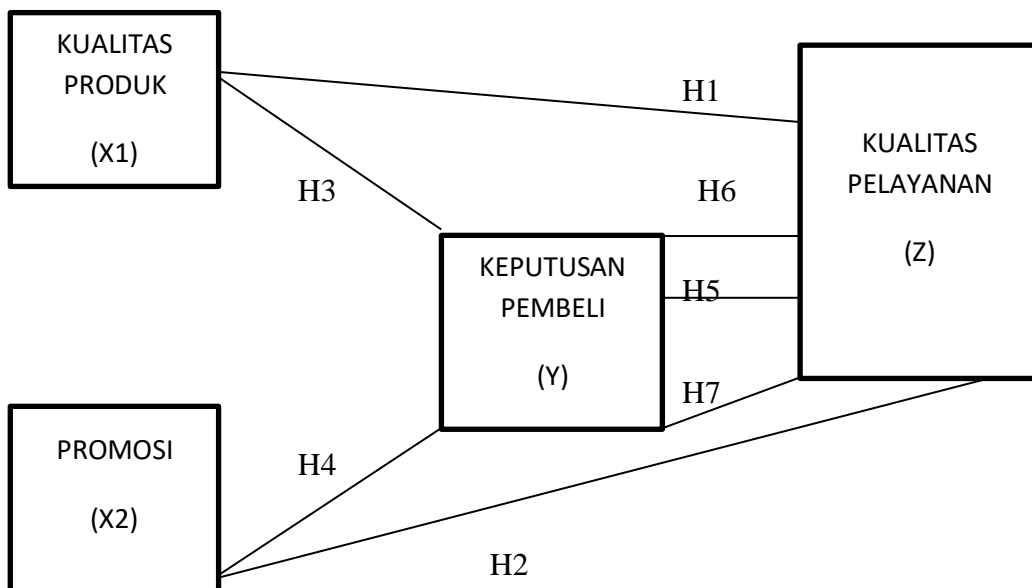 KUALITAS
PRODUK
(X1)
H1
KUALITAS
PELAYANAN
(Z)
H3
H6
KEPUTUSAN
PEMBELI
(Y)
H5
H7
PROMOSI
(X2)
H4
H2